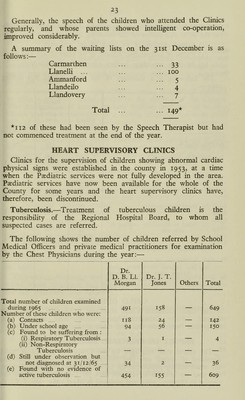 23
Generally, the speech of the children who attended the Clinics
regularly, and whose parents showed intelligent co-operation,
improved considerably.
A summary of the waiting lists on the 31st December is as
follows:—
Carmarthen ... ... 33
Llanelli ... ... ... 100
Ammanford ... ... 5
Llandeilo ... ... 4
Llandovery ... ... 7
Total ... ... 149*
*112 of these had been seen by the Speech Therapist but had
not commenced treatment at the end of the year.
HEART SUPERVISORY CLINICS
Clinics for the supervision of children showing abnormal cardiac
physical signs were established in the county in 1953, at a time
when the Pædistric services were not fully developed in the area.
Pædistric services have now been available for the whole of the
County for some years and the heart supervisory clinics have,
therefore, been discontinued.
Tuberculosis.—Treatment of tuberculous children is the
responsibility of the Regional Hospital Board, to whom all
suspected cases are referred.
The following shows the number of children referred by School
Medical Officers and private medical practitioners for examination
by the Chest Physicians during the year:—
Dr. D. B. Ll. Morgan Dr. J. T. Jones Others Total
Total number of children examined
during 1965 491 158 — 649
Number of these children who were:
(a) Contacts 118 24 — 142
(b) Under school age 94 56 — 150
(c) Found to be suffering from:
(i) Respiratory Tuberculosis 3 1 — 4
(ii) Non-Respiratory
Tuberculosis — — — —
(d) Still under observation but
not diagnosed at 31/12/65 34 2 — 36
(e) Found with no evidence of
active tuberculosis 454 155 — 609